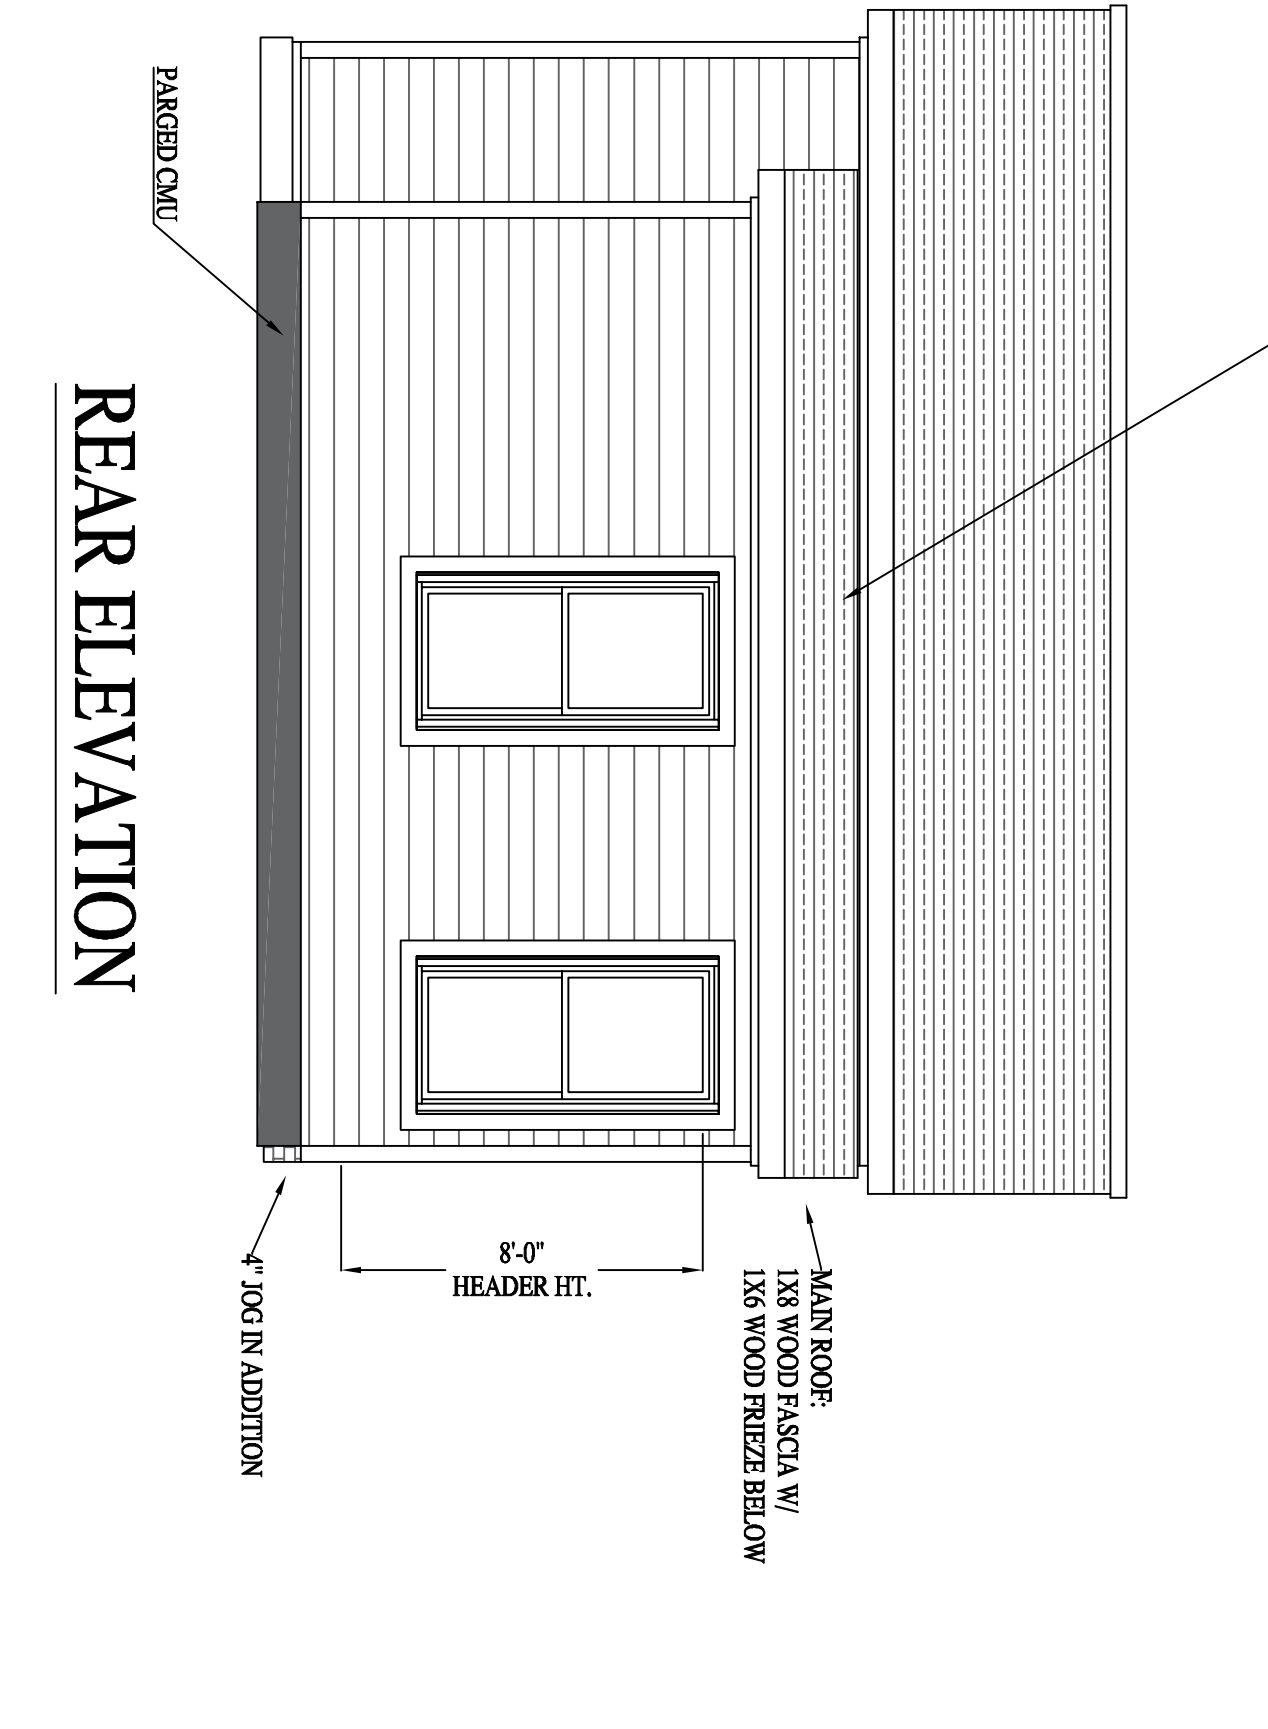 MAIN ROOF:
1X8 WOOD FASCIA W/
1X6 WOOD FRIEZE BELOW
8'-0"
HEADER HT.
4" JOG IN ADDITION
PARGED CMU
REAR ELEVATION